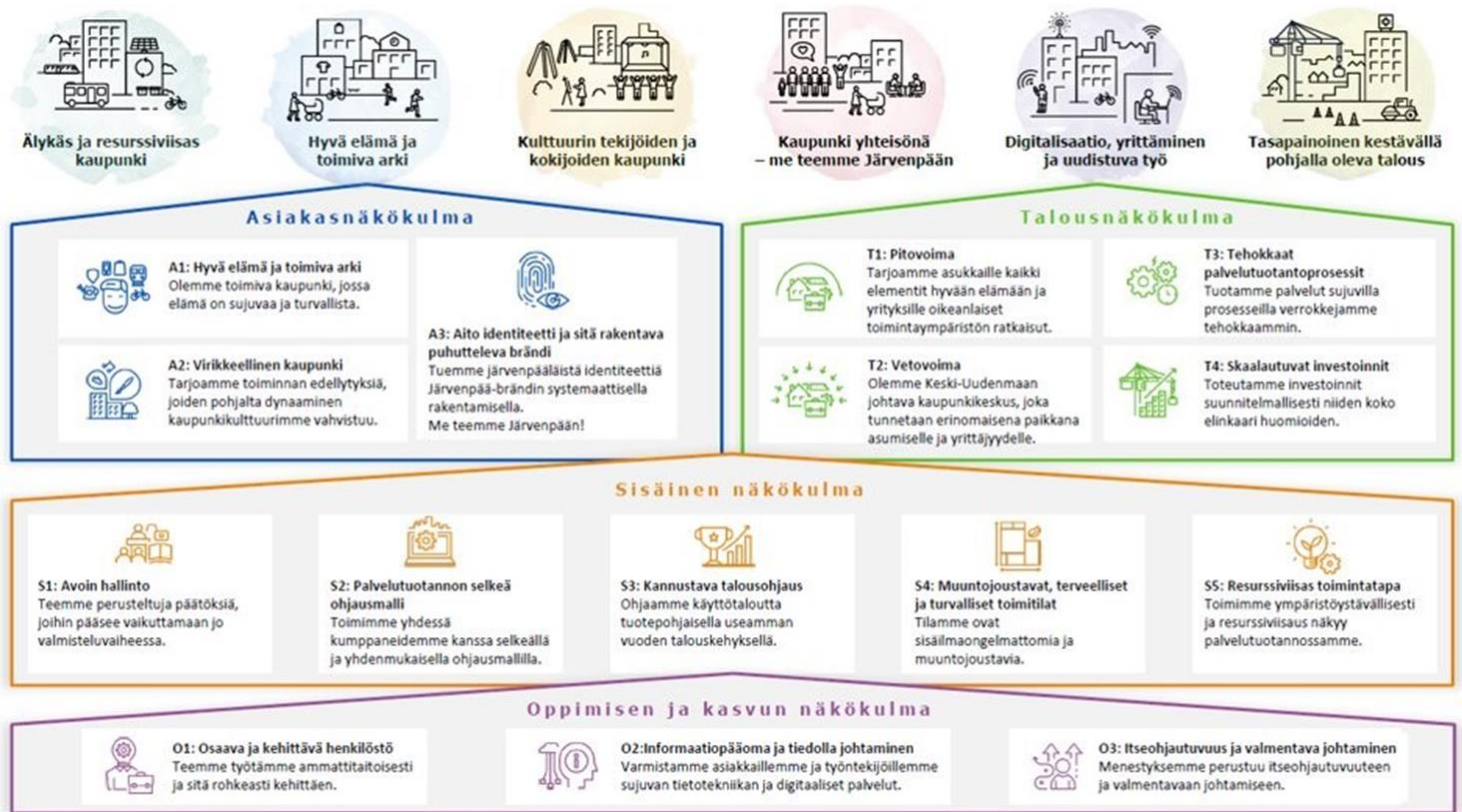 Älykäs ja resurssiviisas
kaupunki
Hyvä elämä ja
toimiva arki
Kulttuurin tekijöiden ja
kokijoiden kaupunki
Kaupunki yhteisönä
– me teemme Järvenpään
Digitalisaatio, yrittäminen
ja uudistuva työ
Tasapainoinen kestävällä
pohjalla oleva talous
Asiakasnäkökulma
A1: Hyvä elämä ja toimiva arki
Olemme toimiva kaupunki, jossa
elämä on sujuvaa ja turvallista.
A2: Virikkeellinen kaupunki
Tarjoamme toiminnan edellytyksiä,
joiden pohjalta dynaaminen
kaupunkikulttuurimme vahvistuu.
A3: Aito identiteetti ja sitä rakentava
puhutteleva brändi
Tuemme järvenpääläistä identiteettiä
Järvenpää-brändin systemaattisella
rakentamisella.
Me teemme Järvenpään!
Talousnäkökulma
T1: Pitovoima
Tarjoamme asukkaille kaikki
elementit hyvään elämään ja
yrityksille oikeanlaiset
toimintaympäristön ratkaisut.
T2: Vetovoima
Olemme Keski-Uudenmaan
johtava kaupunkikeskus, joka
tunnetaan erinomaisena paikkana
asumiselle ja yrittäjyydelle.
T3: Tehokkaat
palvelutuotantoprosessit
Tuotamme palvelut sujuvilla
prosesseilla verrokkejamme
tehokkaammin.
T4: Skaalautuvat investoinnit
Toteutamme investoinnit
suunnitelmallisesti niiden koko
elinkaari huomioiden.
Sisäinen näkökulma
S1: Avoin hallinto
Teemme perusteltuja päätöksiä,
joihin pääsee vaikuttamaan jo
valmisteluvaiheessa.
S2: Palvelutuotannon selkeä
ohjausmalli
Toimimme yhdessä
kumppaneidemme kanssa selkeällä
ja yhdenmukaisella ohjausmallilla.
S3: Kannustava talousohjaus
Ohjaamme käyttötaloutta
tuotepohjaisella useamman
vuoden talouskehyksellä.
S4: Muuntojoustavat, terveelliset
ja turvalliset toimitilat
Tilamme ovat
sisäilmaongelmattomia ja
muuntojoustavia.
S5: Resurssiviisas toimintatapa
Toimimme ympäristöystävällisesti
ja resurssiviisaus näkyy
palvelutuotannossamme.
Oppimisen ja kasvun näkökulma
O1: Osaava ja kehittävä henkilöstö
Teemme työtämme ammattitaitoisesti
ja sitä rohkeasti kehittäen.
O2:Informaatiopääoma ja tiedolla johtaminen
Varmistamme asiakkaillemme ja työntekijöillemme
sujuvan tietotekniikan ja digitaaliset palvelut.
O3: Itseohjautuvuus ja valmentava johtaminen
Menestyksemme perustuu itseohjautuvuuteen
ja valmentavaan johtamiseen.